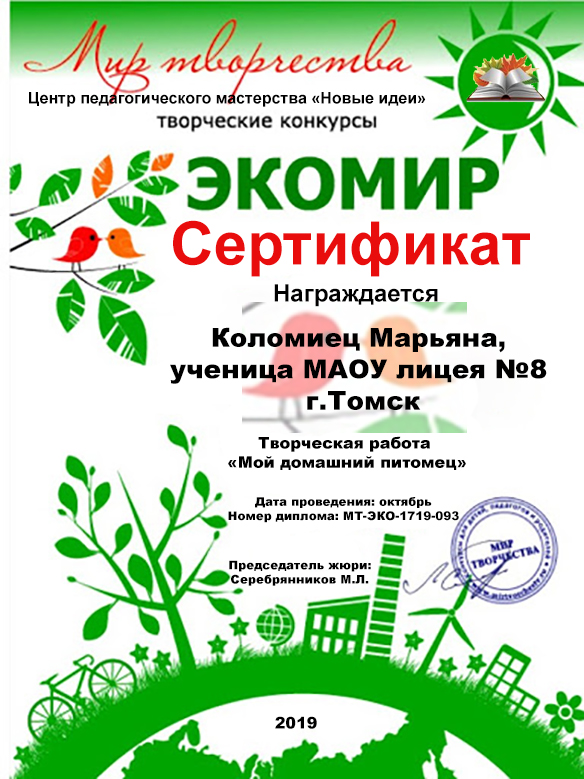 Мир творчества
Центр педагогического мастерства «Новые идеи»
творческие конкурсы
ЭКОМИР
Сертификат
Награждается
Коломиец Марьяна,
ученица МАОУ лицея №8
г.Томск
Творческая работа
«Мой домашний питомец»
Дата проведения: октябрь
Номер диплома: МТ-ЭКО-1719-093
Председатель жюри:
Серебрянников М.Л.
МИР
ТВОРЧЕСТВА
2019